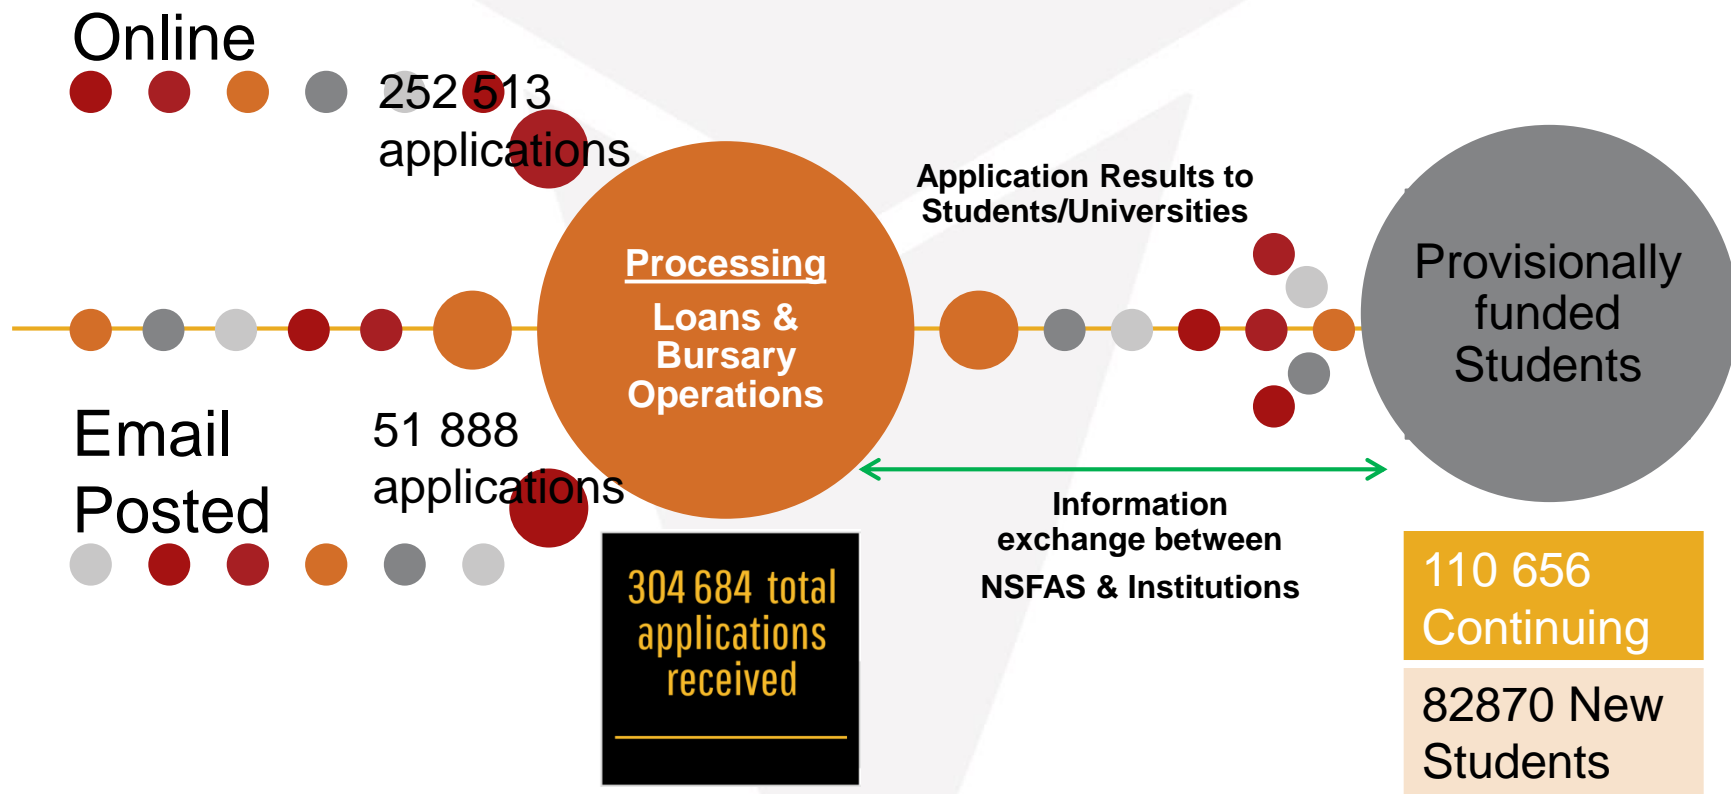 Online
252 513
applications
Application Results to
Students/Universities
Processing
Loans &
Bursary
Operations
Provisionally
funded
Students
Email
Posted
51 888
applications
Information
exchange between
NSFAS & Institutions
304 684 total
applications
received
110 656
Continuing
82870 New
Students